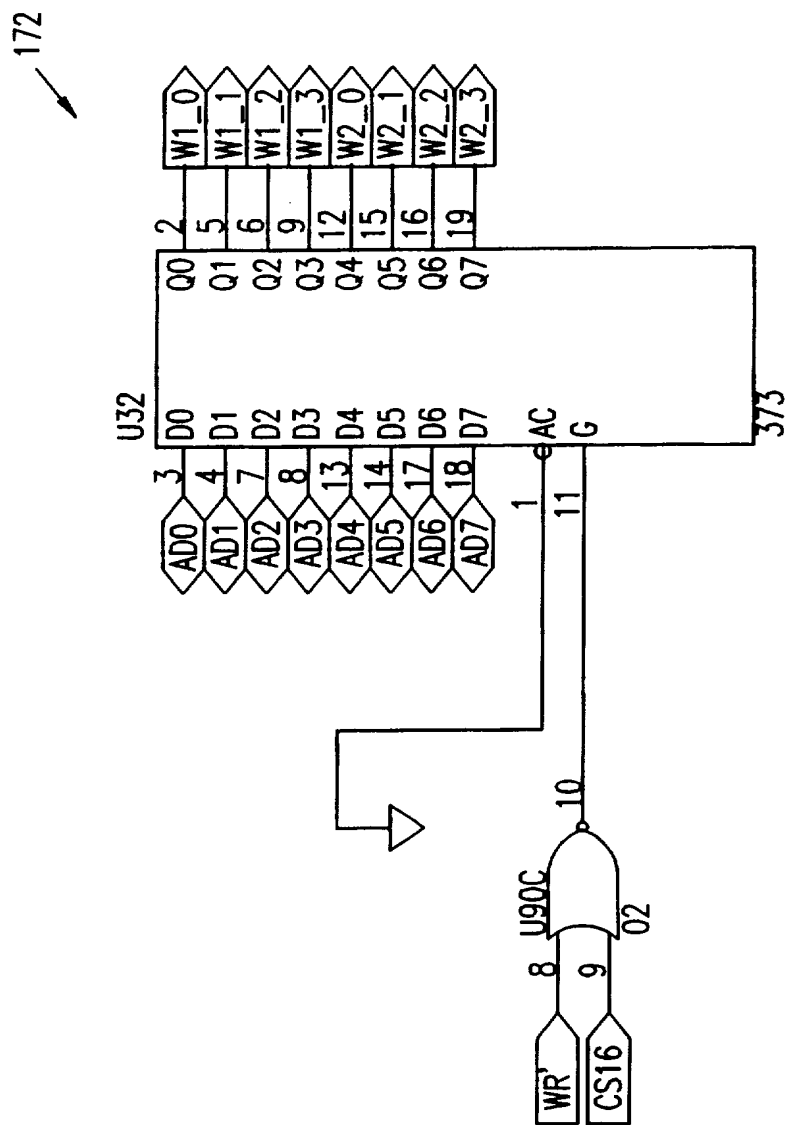 172
U32
AD0 3 D0 Q0 2 W1_0
AD1 4 D1 Q1 5 W1_1
AD2 7 D2 Q2 6 W1_2
AD3 8 D3 Q3 9 W1_3
AD4 13 D4 Q4 12 W2_0
AD5 14 D5 Q5 15 W2_1
AD6 17 D6 Q6 16 W2_2
AD7 18 D7 Q7 19 W2_3
1 AC
11 G
373
U90C
WR' 8
10
CS16 9
02